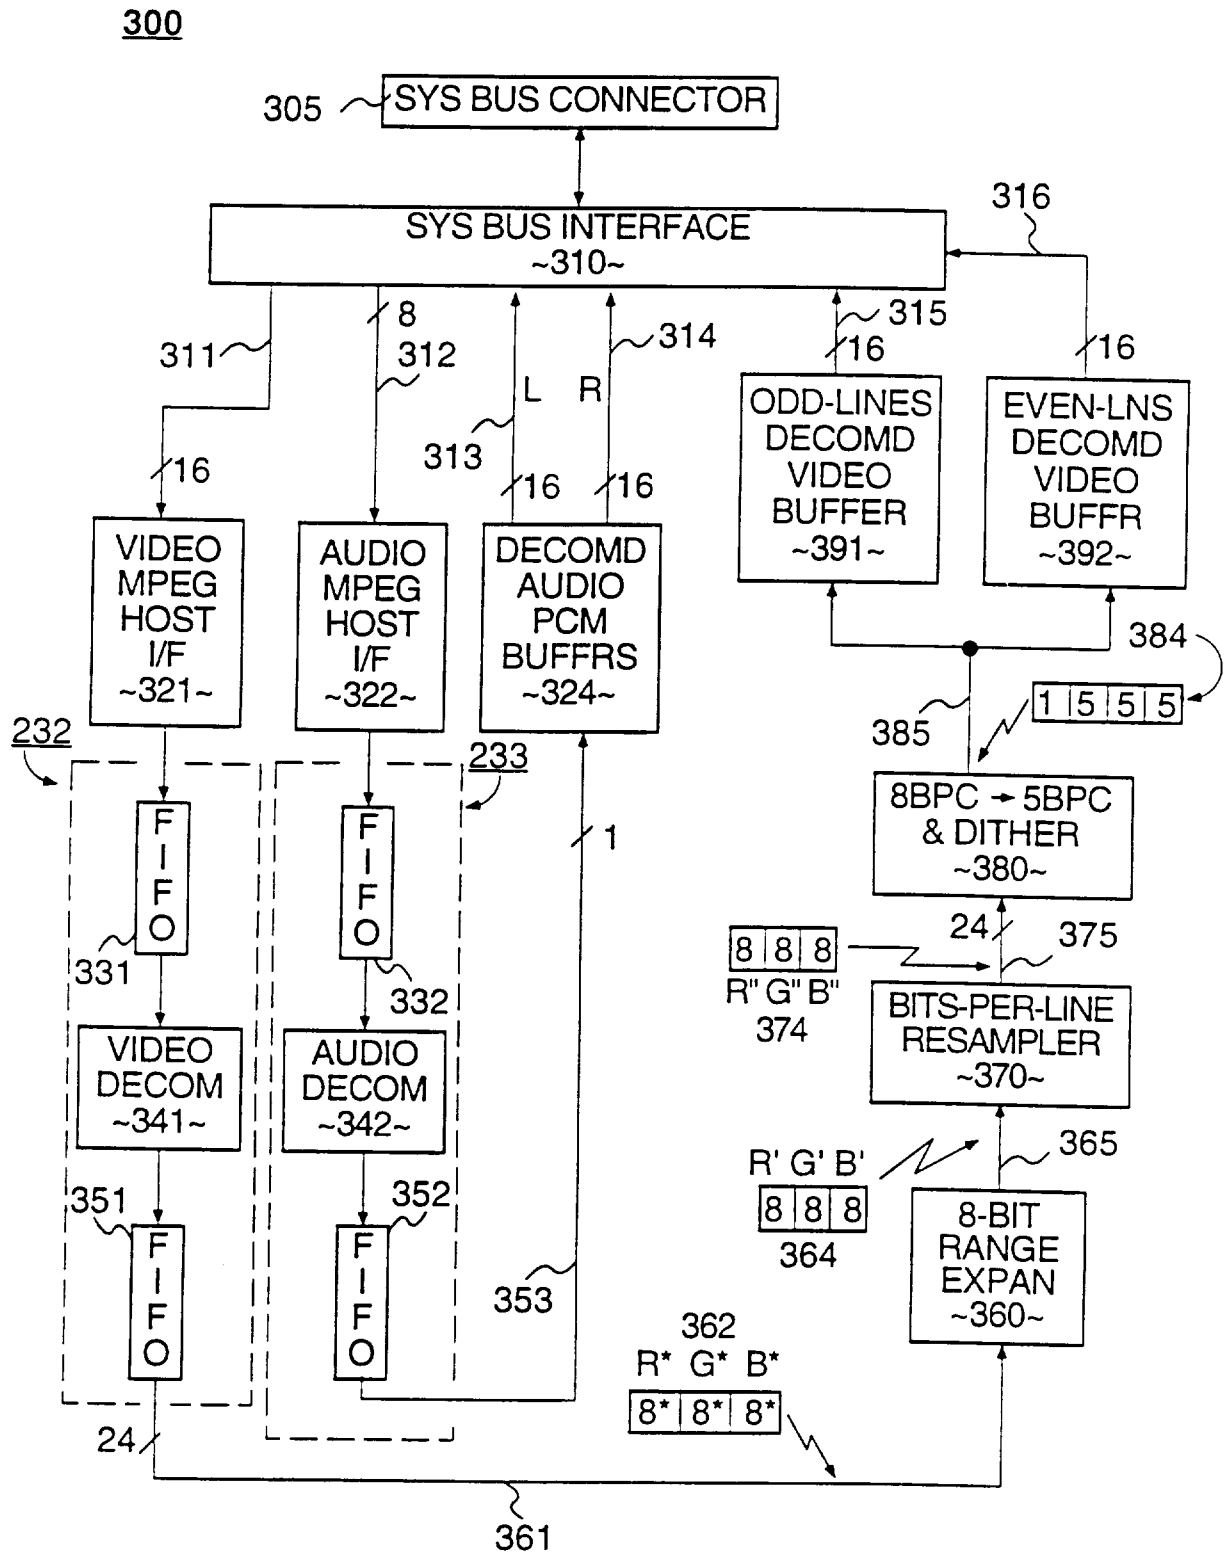 300
305
SYS BUS CONNECTOR
SYS BUS INTERFACE
~310~
316
311
8
312
L
R
313
314
315
16
16
16
16
16
ODD-LINES
DECOMD
VIDEO
BUFFER
~391~
EVEN-LNS
DECOMD
VIDEO
BUFFR
~392~
VIDEO
MPEG
HOST
I/F
~321~
AUDIO
MPEG
HOST
I/F
~322~
DECOMD
AUDIO
PCM
BUFFRS
~324~
384
1 5 5 5
385
232
233
FIFO
331
FIFO
332
1
8BPC → 5BPC
& DITHER
~380~
24
375
8 8 8
R" G" B"
374
BITS-PER-LINE
RESAMPLER
~370~
VIDEO
DECOM
~341~
AUDIO
DECOM
~342~
365
R' G' B'
8 8 8
364
351
FIFO
352
FIFO
353
8-BIT
RANGE
EXPAN
~360~
362
R* G* B*
8* 8* 8*
24
361